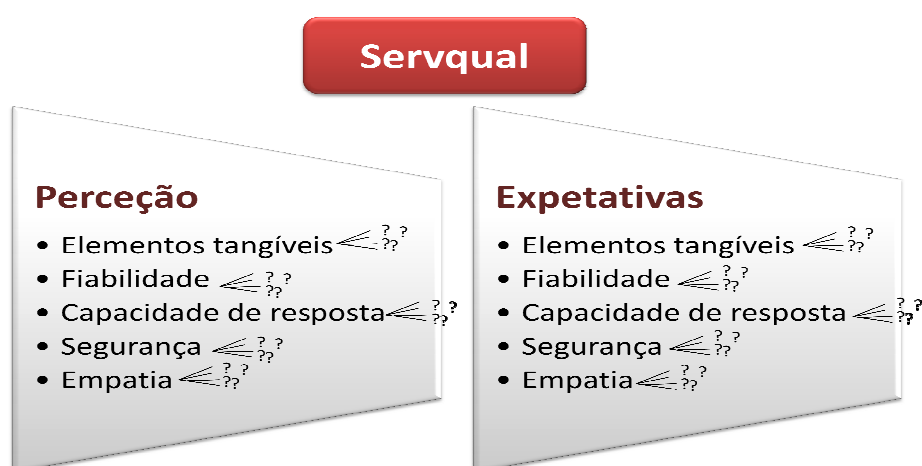 Servqual
Perceção
• Elementos tangíveis ? ? ??
• Fiabilidade ? ? ??
• Capacidade de resposta ? ? ??
• Segurança ? ? ??
• Empatia ? ? ??
Expetativas
• Elementos tangíveis ? ? ??
• Fiabilidade ? ? ??
• Capacidade de resposta ? ? ??
• Segurança ? ? ??
• Empatia ? ? ??